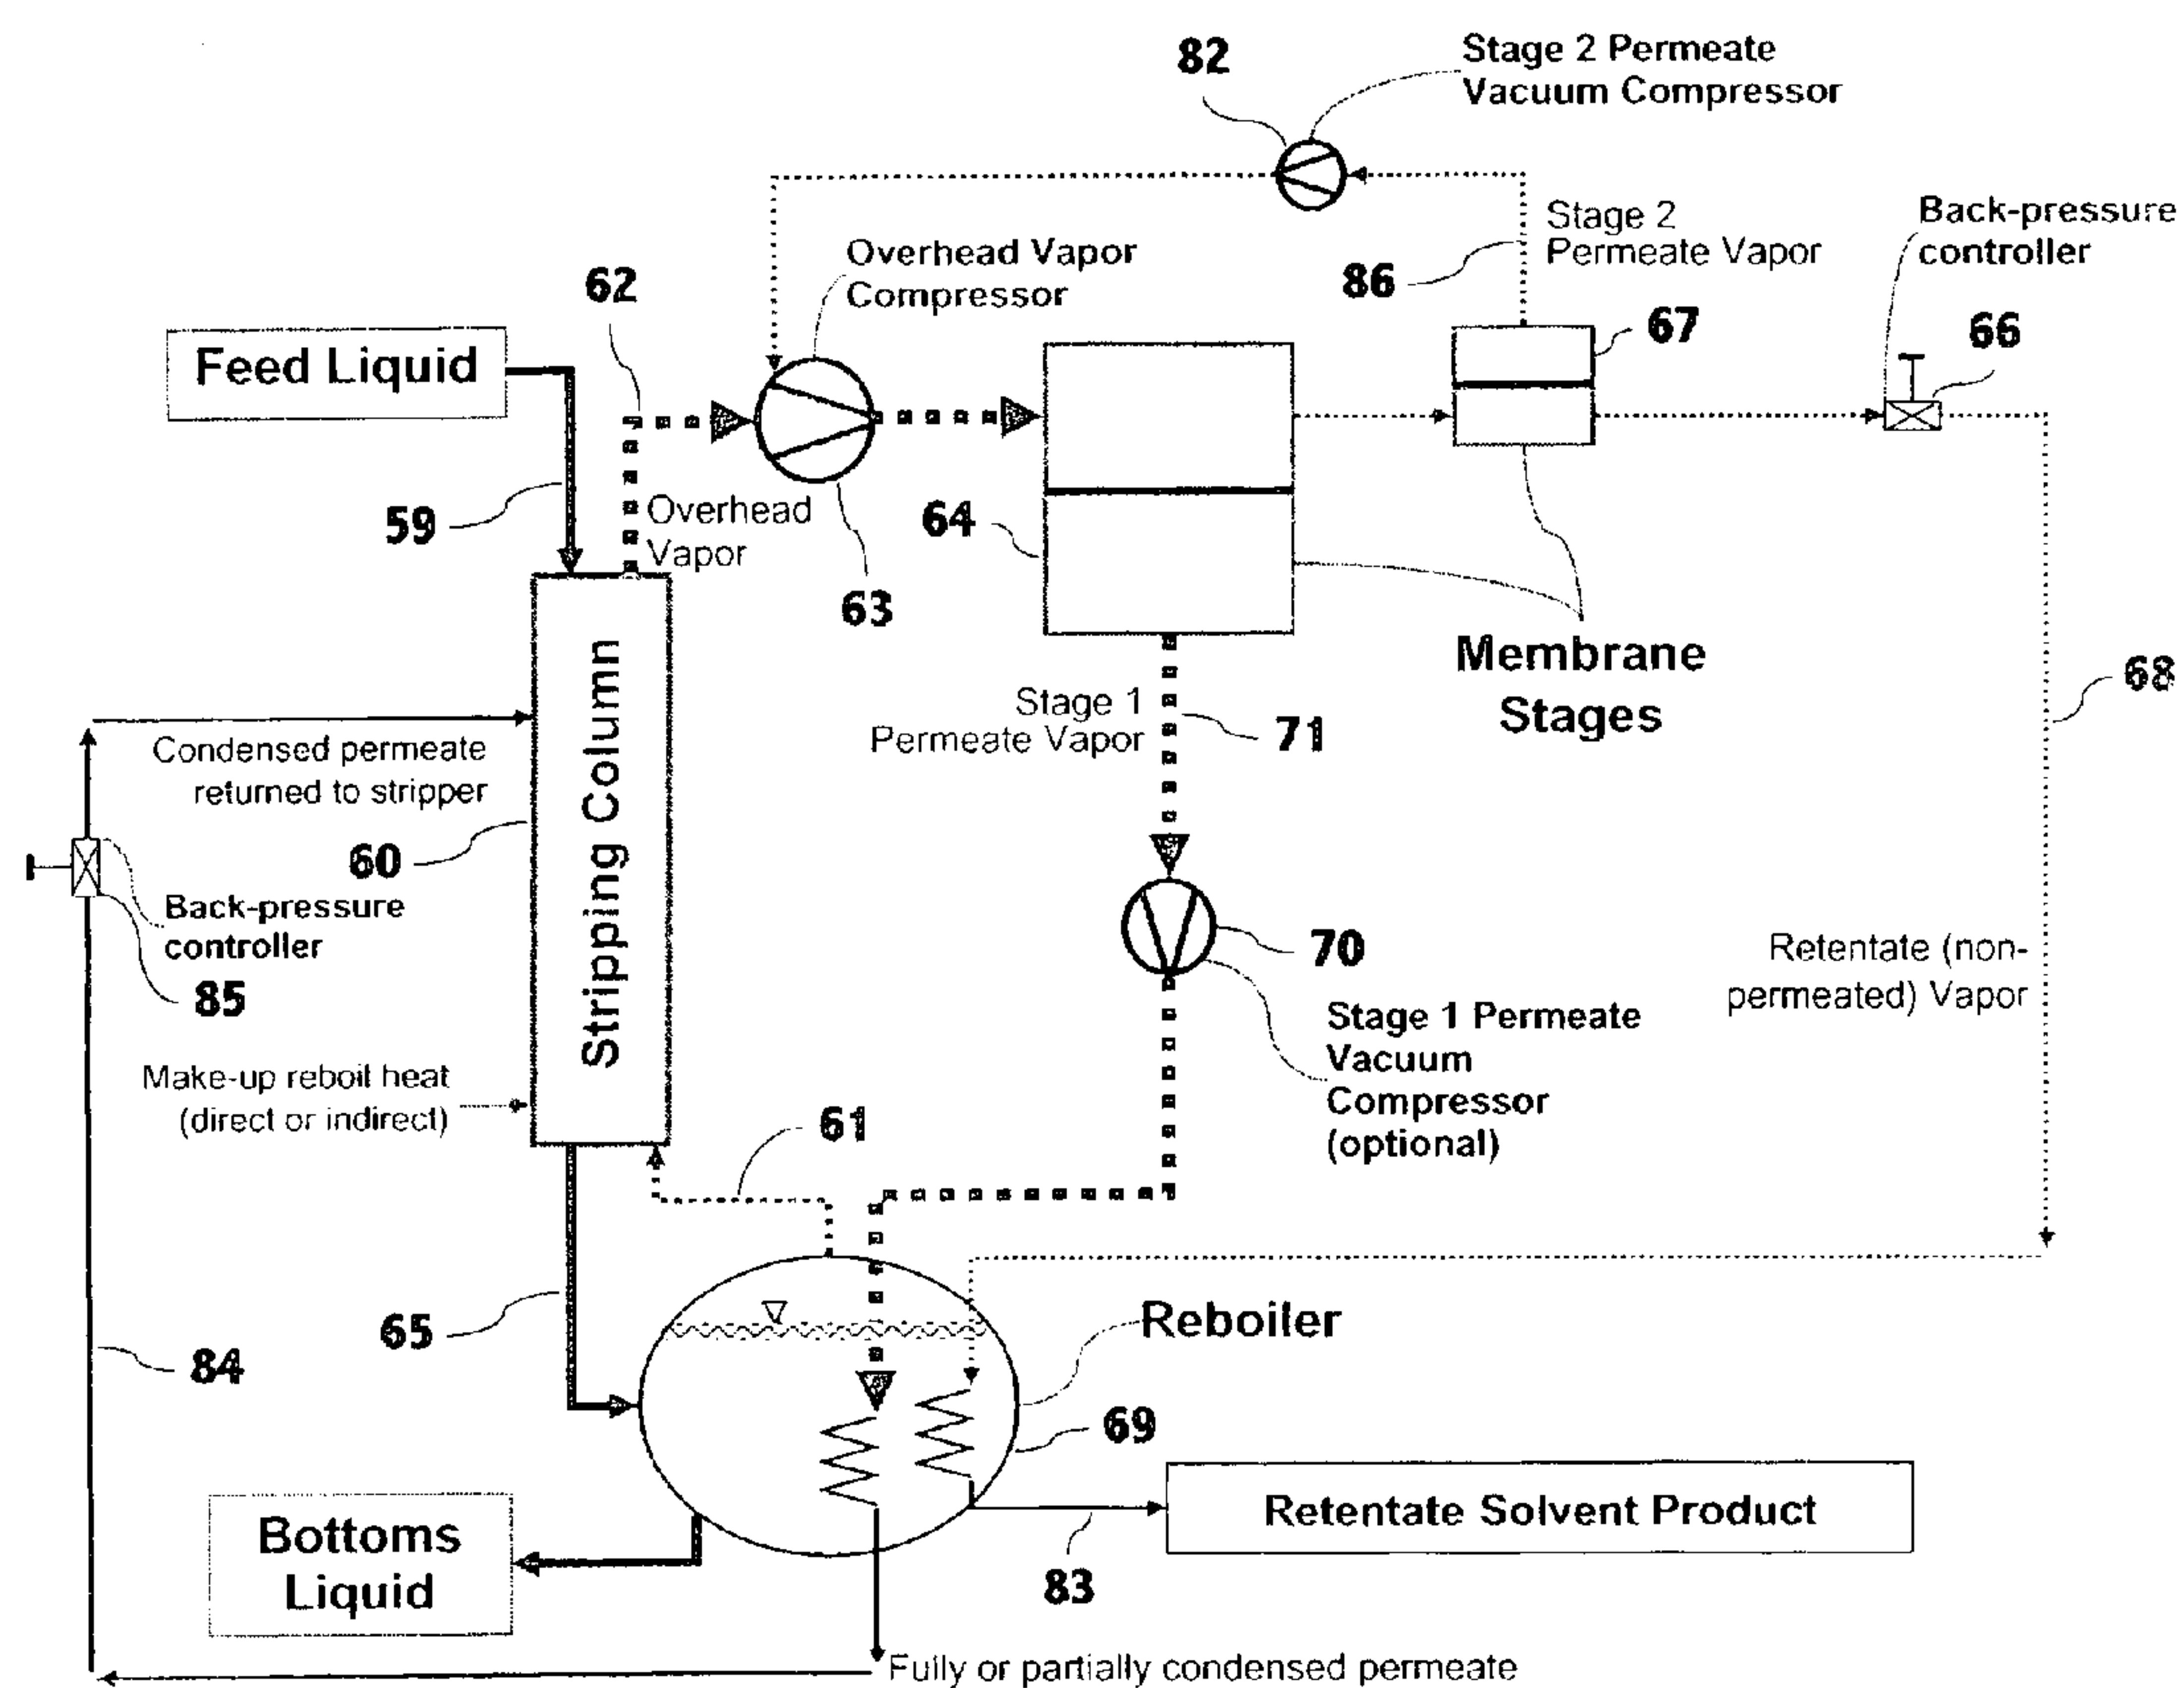 82
Stage 2 Permeate
Vacuum Compressor
Stage 2
Permeate Vapor
86
Back-pressure
controller
66
67
Overhead Vapor
Compressor
62
Feed Liquid
59
Overhead
Vapor
63
64
Membrane
Stages
68
Stage 1
Permeate Vapor
71
Condensed permeate
returned to stripper
60
Stripping Column
Back-pressure
controller
85
70
Stage 1 Permeate
Vacuum
Compressor
(optional)
Retentate (non-
permeated) Vapor
Make-up reboil heat
(direct or indirect)
61
65
Reboiler
84
69
Retentate Solvent Product
83
Bottoms
Liquid
Fully or partially condensed permeate